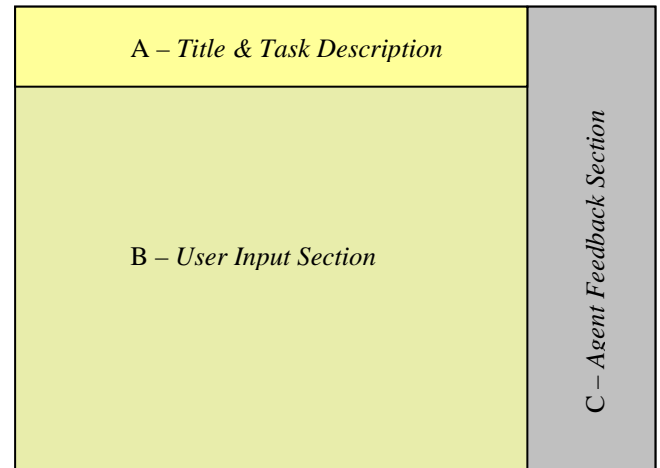 A – Title & Task Description
B – User Input Section
C – Agent Feedback Section